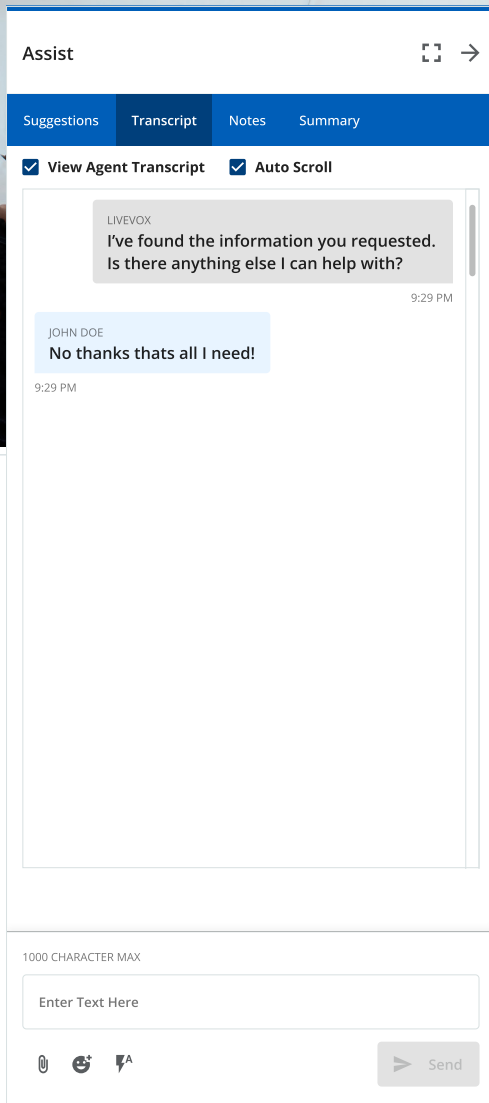 Assist
Suggestions Transcript Notes Summary
View Agent Transcript Auto Scroll
LIVEVOX
I’ve found the information you requested.
Is there anything else I can help with?
9:29 PM
JOHN DOE
No thanks thats all I need!
9:29 PM
1000 CHARACTER MAX
Enter Text Here
A
Send